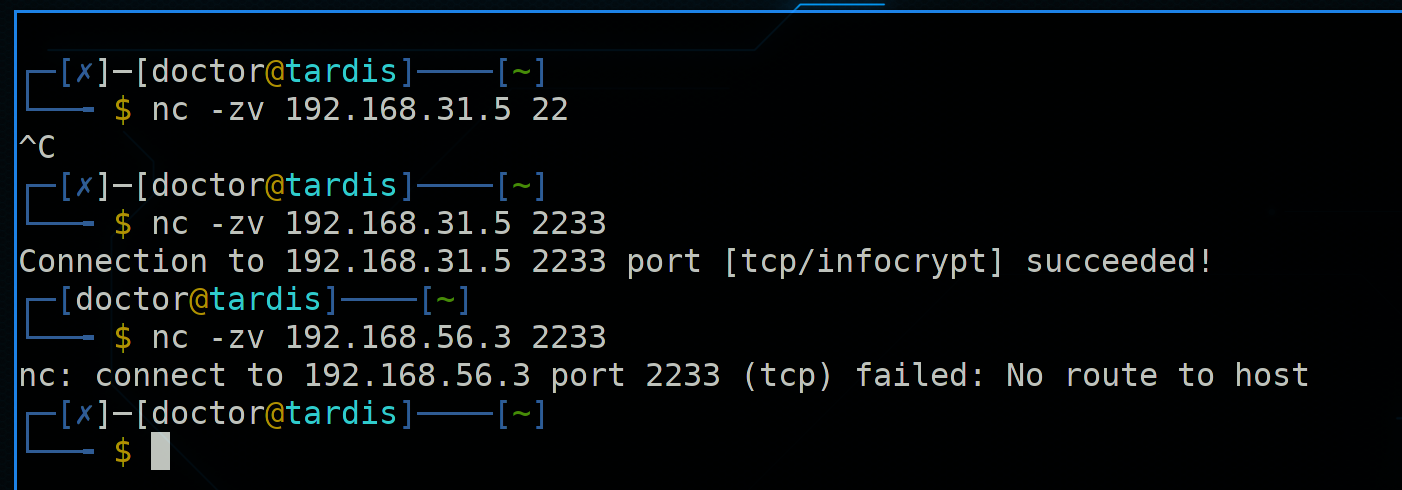 ┌─[✗]─[doctor@tardis]────[~]
└──╼ $ nc -zv 192.168.31.5 22
^C
┌─[✗]─[doctor@tardis]────[~]
└──╼ $ nc -zv 192.168.31.5 2233
Connection to 192.168.31.5 2233 port [tcp/infocrypt] succeeded!
┌─[doctor@tardis]────[~]
└──╼ $ nc -zv 192.168.56.3 2233
nc: connect to 192.168.56.3 port 2233 (tcp) failed: No route to host
┌─[✗]─[doctor@tardis]────[~]
└──╼ $